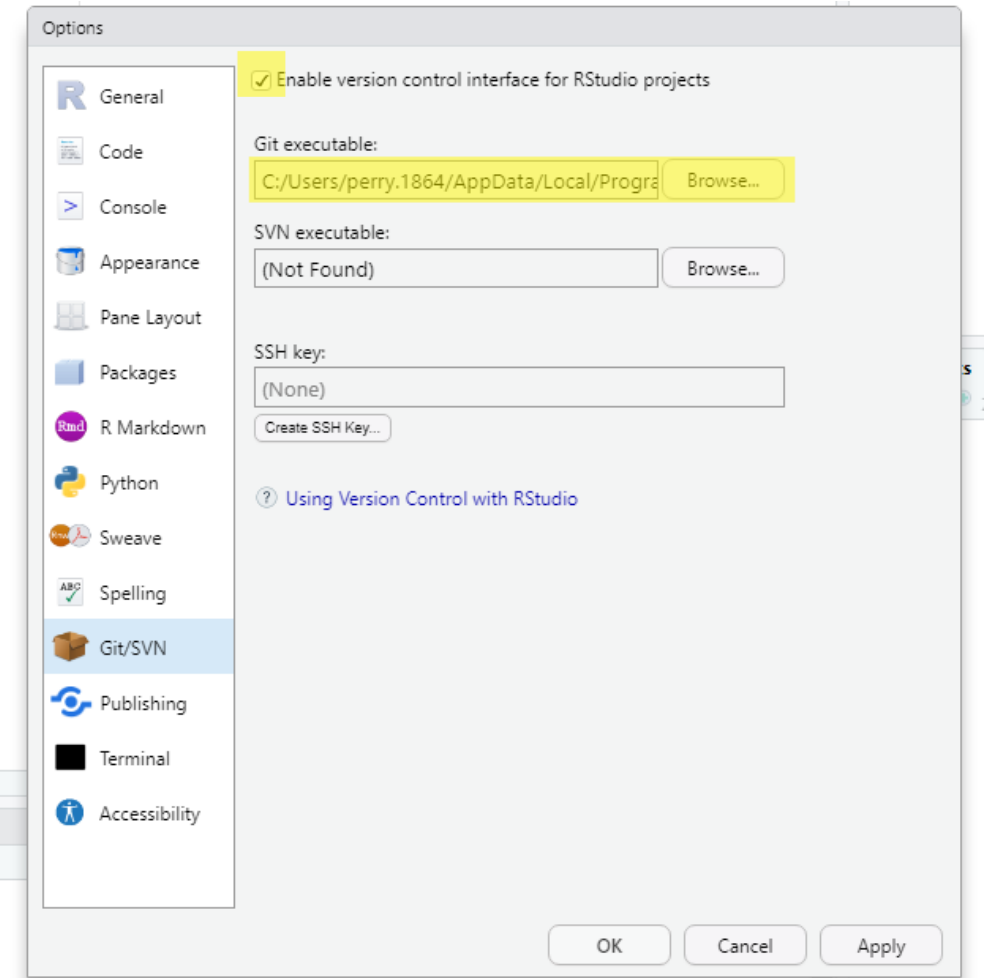 Options
General
Code
Console
Appearance
Pane Layout
Packages
Rmd R Markdown
Python
Sweave
ABC Spelling
Git/SVN
Publishing
Terminal
Accessibility
Enable version control interface for RStudio projects
Git executable:
C:/Users/perry.1864/AppData/Local/Progra Browse...
SVN executable:
(Not Found) Browse...
SSH key:
(None)
Create SSH Key...
? Using Version Control with RStudio
OK Cancel Apply